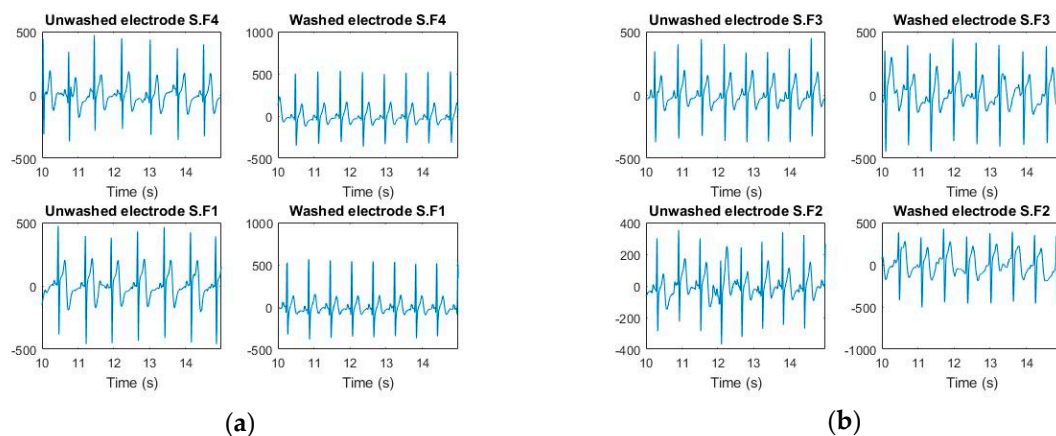 Unwashed electrode S.F4
500
0
-500
10 11 12 13 14
Time (s)
Washed electrode S.F4
1000
500
0
-500
10 11 12 13 14
Time (s)
Unwashed electrode S.F1
500
0
-500
10 11 12 13 14
Time (s)
Washed electrode S.F1
1000
500
0
-500
10 11 12 13 14
Time (s)
(a)
Unwashed electrode S.F3
500
0
-500
10 11 12 13 14
Time (s)
Washed electrode S.F3
500
0
-500
10 11 12 13 14
Time (s)
Unwashed electrode S.F2
400
200
0
-200
-400
10 11 12 13 14
Time (s)
Washed electrode S.F2
500
0
-500
-1000
10 11 12 13 14
Time (s)
(b)